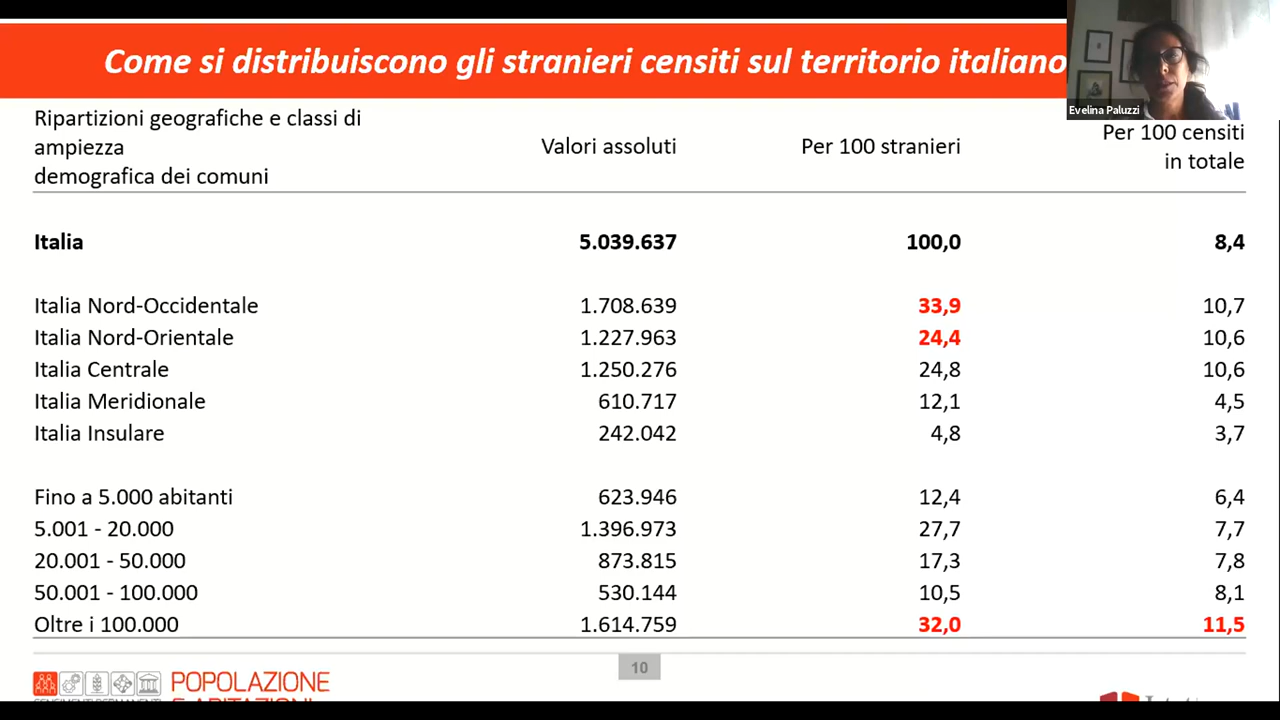 Come si distribuiscono gli stranieri censiti sul territorio italiano
Evelina Paluzzi
Ripartizioni geografiche e classi di
ampiezza
demografica dei comuni
Valori assoluti
Per 100 stranieri
Per 100 censiti
in totale
Italia 5.039.637 100,0 8,4
Italia Nord-Occidentale 1.708.639 33,9 10,7
Italia Nord-Orientale 1.227.963 24,4 10,6
Italia Centrale 1.250.276 24,8 10,6
Italia Meridionale 610.717 12,1 4,5
Italia Insulare 242.042 4,8 3,7
Fino a 5.000 abitanti 623.946 12,4 6,4
5.001 - 20.000 1.396.973 27,7 7,7
20.001 - 50.000 873.815 17,3 7,8
50.001 - 100.000 530.144 10,5 8,1
Oltre i 100.000 1.614.759 32,0 11,5
10
POPOLAZIONE
E ABITAZIONI